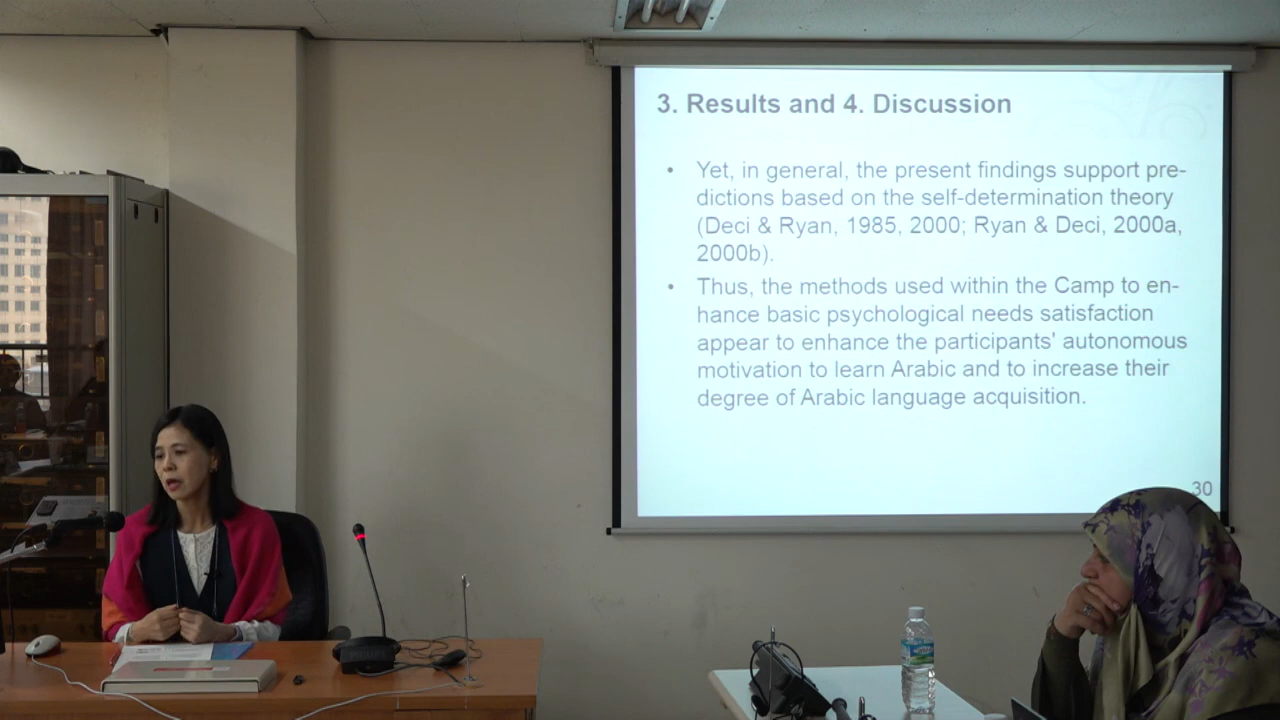 3. Results and 4. Discussion
• Yet, in general, the present findings support pre-
dictions based on the self-determination theory
(Deci & Ryan, 1985, 2000; Ryan & Deci, 2000a,
2000b).
• Thus, the methods used within the Camp to en-
hance basic psychological needs satisfaction
appear to enhance the participants' autonomous
motivation to learn Arabic and to increase their
degree of Arabic language acquisition.
30